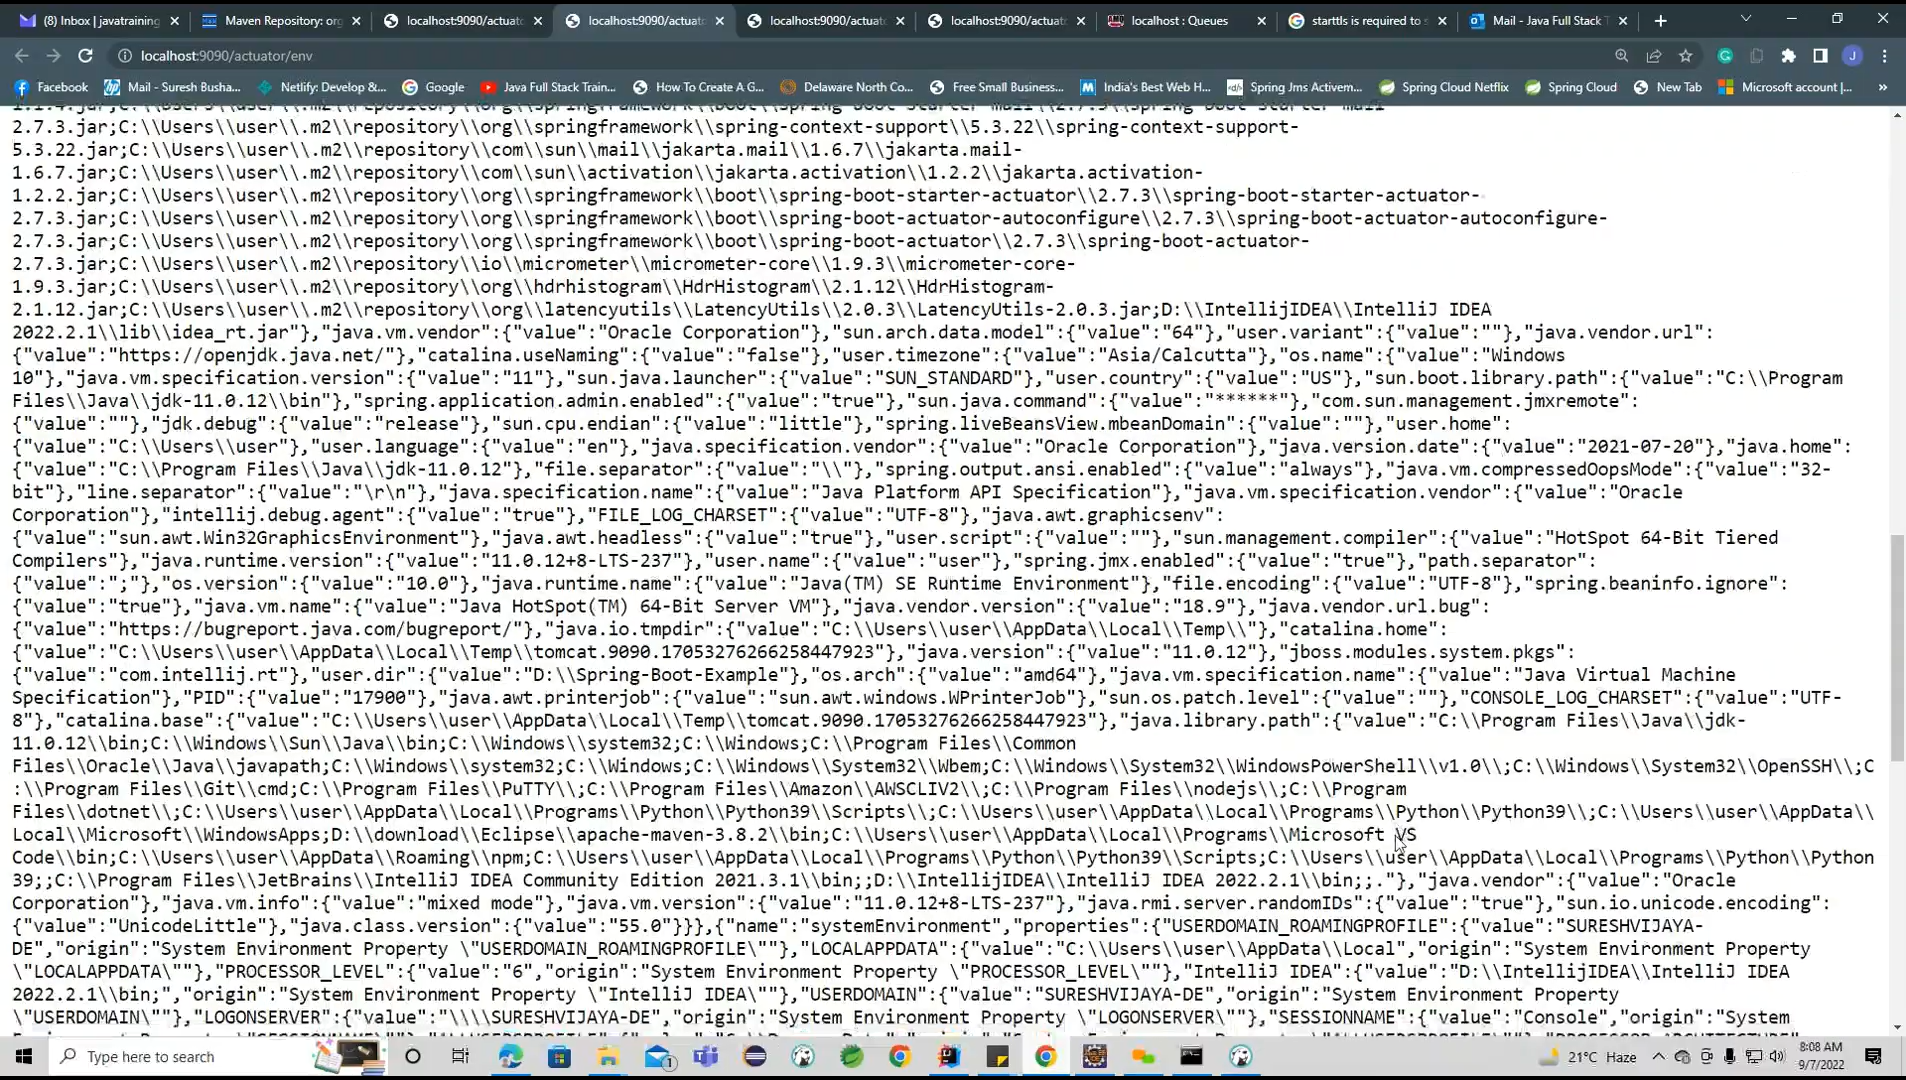 (8) Inbox | javatraining
Maven Repository: org
localhost:9090/actuato
localhost:9090/actuato
localhost:9090/actuato
localhost:9090/actuato
localhost : Queues
starttls is required to s
Mail - Java Full Stack T
localhost:9090/actuator/env
Facebook
Mail - Suresh Busha...
Netlify: Develop &...
Google
Java Full Stack Train...
How To Create A G...
Delaware North Co...
Free Small Business...
India's Best Web H...
Spring Jms Activem...
Spring Cloud Netflix
Spring Cloud
New Tab
Microsoft account |...
2.7.3.jar;C:\\Users\\user\\.m2\\repository\\org\\springframework\\spring-context-support\\5.3.22\\spring-context-support-
5.3.22.jar;C:\\Users\\user\\.m2\\repository\\com\\sun\\mail\\jakarta.mail\\1.6.7\\jakarta.mail-
1.6.7.jar;C:\\Users\\user\\.m2\\repository\\com\\sun\\activation\\jakarta.activation\\1.2.2\\jakarta.activation-
1.2.2.jar;C:\\Users\\user\\.m2\\repository\\org\\springframework\\boot\\spring-boot-starter-actuator\\2.7.3\\spring-boot-starter-actuator-
2.7.3.jar;C:\\Users\\user\\.m2\\repository\\org\\springframework\\boot\\spring-boot-actuator-autoconfigure\\2.7.3\\spring-boot-actuator-autoconfigure-
2.7.3.jar;C:\\Users\\user\\.m2\\repository\\org\\springframework\\boot\\spring-boot-actuator\\2.7.3\\spring-boot-actuator-
2.7.3.jar;C:\\Users\\user\\.m2\\repository\\io\\micrometer\\micrometer-core\\1.9.3\\micrometer-core-
1.9.3.jar;C:\\Users\\user\\.m2\\repository\\org\\hdrhistogram\\HdrHistogram\\2.1.12\\HdrHistogram-
2.1.12.jar;C:\\Users\\user\\.m2\\repository\\org\\latencyutils\\LatencyUtils\\2.0.3\\LatencyUtils-2.0.3.jar;D:\\IntellijIDEA\\IntelliJ IDEA
2022.2.1\\lib\\idea_rt.jar"},"java.vm.vendor":{"value":"Oracle Corporation"},"sun.arch.data.model":{"value":"64"},"user.variant":{"value":""},"java.vendor.url":
{"value":"https://openjdk.java.net/"},"catalina.useNaming":{"value":"false"},"user.timezone":{"value":"Asia/Calcutta"},"os.name":{"value":"Windows
10"},"java.vm.specification.version":{"value":"11"},"sun.java.launcher":{"value":"SUN_STANDARD"},"user.country":{"value":"US"},"sun.boot.library.path":{"value":"C:\\Program
Files\\Java\\jdk-11.0.12\\bin"},"spring.application.admin.enabled":{"value":"true"},"sun.java.command":{"value":"******"},"com.sun.management.jmxremote":
{"value":""},"jdk.debug":{"value":"release"},"sun.cpu.endian":{"value":"little"},"spring.liveBeansView.mbeanDomain":{"value":""},"user.home":
{"value":"C:\\Users\\user"},"user.language":{"value":"en"},"java.specification.vendor":{"value":"Oracle Corporation"},"java.version.date":{"value":"2021-07-20"},"java.home":
{"value":"C:\\Program Files\\Java\\jdk-11.0.12"},"file.separator":{"value":"\\"},"spring.output.ansi.enabled":{"value":"always"},"java.vm.compressedOopsMode":{"value":"32-
bit"},"line.separator":{"value":"\r\n"},"java.specification.name":{"value":"Java Platform API Specification"},"java.vm.specification.vendor":{"value":"Oracle
Corporation"},"intellij.debug.agent":{"value":"true"},"FILE_LOG_CHARSET":{"value":"UTF-8"},"java.awt.graphicsenv":
{"value":"sun.awt.Win32GraphicsEnvironment"},"java.awt.headless":{"value":"true"},"user.script":{"value":""},"sun.management.compiler":{"value":"HotSpot 64-Bit Tiered
Compilers"},"java.runtime.version":{"value":"11.0.12+8-LTS-237"},"user.name":{"value":"user"},"spring.jmx.enabled":{"value":"true"},"path.separator":
{"value":";"},"os.version":{"value":"10.0"},"java.runtime.name":{"value":"Java(TM) SE Runtime Environment"},"file.encoding":{"value":"UTF-8"},"spring.beaninfo.ignore":
{"value":"true"},"java.vm.name":{"value":"Java HotSpot(TM) 64-Bit Server VM"},"java.vendor.version":{"value":"18.9"},"java.vendor.url.bug":
{"value":"https://bugreport.java.com/bugreport/"},"java.io.tmpdir":{"value":"C:\\Users\\user\\AppData\\Local\\Temp\\"},"catalina.home":
{"value":"C:\\Users\\user\\AppData\\Local\\Temp\\tomcat.9090.17053276266258447923"},"java.version":{"value":"11.0.12"},"jboss.modules.system.pkgs":
{"value":"com.intellij.rt"},"user.dir":{"value":"D:\\Spring-Boot-Example"},"os.arch":{"value":"amd64"},"java.vm.specification.name":{"value":"Java Virtual Machine
Specification"},"PID":{"value":"17900"},"java.awt.printerjob":{"value":"sun.awt.windows.WPrinterJob"},"sun.os.patch.level":{"value":""},"CONSOLE_LOG_CHARSET":{"value":"UTF-
8"},"catalina.base":{"value":"C:\\Users\\user\\AppData\\Local\\Temp\\tomcat.9090.17053276266258447923"},"java.library.path":{"value":"C:\\Program Files\\Java\\jdk-
11.0.12\\bin;C:\\Windows\\Sun\\Java\\bin;C:\\Windows\\system32;C:\\Windows;C:\\Program Files\\Common
Files\\Oracle\\Java\\javapath;C:\\Windows\\system32;C:\\Windows;C:\\Windows\\System32\\Wbem;C:\\Windows\\System32\\WindowsPowerShell\\v1.0\\;C:\\Windows\\System32\\OpenSSH\\;C
:\\Program Files\\Git\\cmd;C:\\Program Files\\PuTTY\\;C:\\Program Files\\Amazon\\AWSCLIV2\\;C:\\Program Files\\nodejs\\;C:\\Program
Files\\dotnet\\;C:\\Users\\user\\AppData\\Local\\Programs\\Python\\Python39\\Scripts\\;C:\\Users\\user\\AppData\\Local\\Programs\\Python\\Python39\\;C:\\Users\\user\\AppData\\
Local\\Microsoft\\WindowsApps;D:\\download\\Eclipse\\apache-maven-3.8.2\\bin;C:\\Users\\user\\AppData\\Local\\Programs\\Microsoft VS
Code\\bin;C:\\Users\\user\\AppData\\Roaming\\npm;C:\\Users\\user\\AppData\\Local\\Programs\\Python\\Python39\\Scripts;C:\\Users\\user\\AppData\\Local\\Programs\\Python\\Python
39;;C:\\Program Files\\JetBrains\\IntelliJ IDEA Community Edition 2021.3.1\\bin;;D:\\IntellijIDEA\\IntelliJ IDEA 2022.2.1\\bin;;."},"java.vendor":{"value":"Oracle
Corporation"},"java.vm.info":{"value":"mixed mode"},"java.vm.version":{"value":"11.0.12+8-LTS-237"},"java.rmi.server.randomIDs":{"value":"true"},"sun.io.unicode.encoding":
{"value":"UnicodeLittle"},"java.class.version":{"value":"55.0"}}},{"name":"systemEnvironment","properties":{"USERDOMAIN_ROAMINGPROFILE":{"value":"SURESHVIJAYA-
DE","origin":"System Environment Property \"USERDOMAIN_ROAMINGPROFILE\""},"LOCALAPPDATA":{"value":"C:\\Users\\user\\AppData\\Local","origin":"System Environment Property
\"LOCALAPPDATA\""},"PROCESSOR_LEVEL":{"value":"6","origin":"System Environment Property \"PROCESSOR_LEVEL\""},"IntelliJ IDEA":{"value":"D:\\IntellijIDEA\\IntelliJ IDEA
2022.2.1\\bin;","origin":"System Environment Property \"IntelliJ IDEA\""},"USERDOMAIN":{"value":"SURESHVIJAYA-DE","origin":"System Environment Property
\"USERDOMAIN\""},"LOGONSERVER":{"value":"\\\\SURESHVIJAYA-DE","origin":"System Environment Property \"LOGONSERVER\""},"SESSIONNAME":{"value":"Console","origin":"System
Type here to search
21°C Haze
8:08 AM
9/7/2022